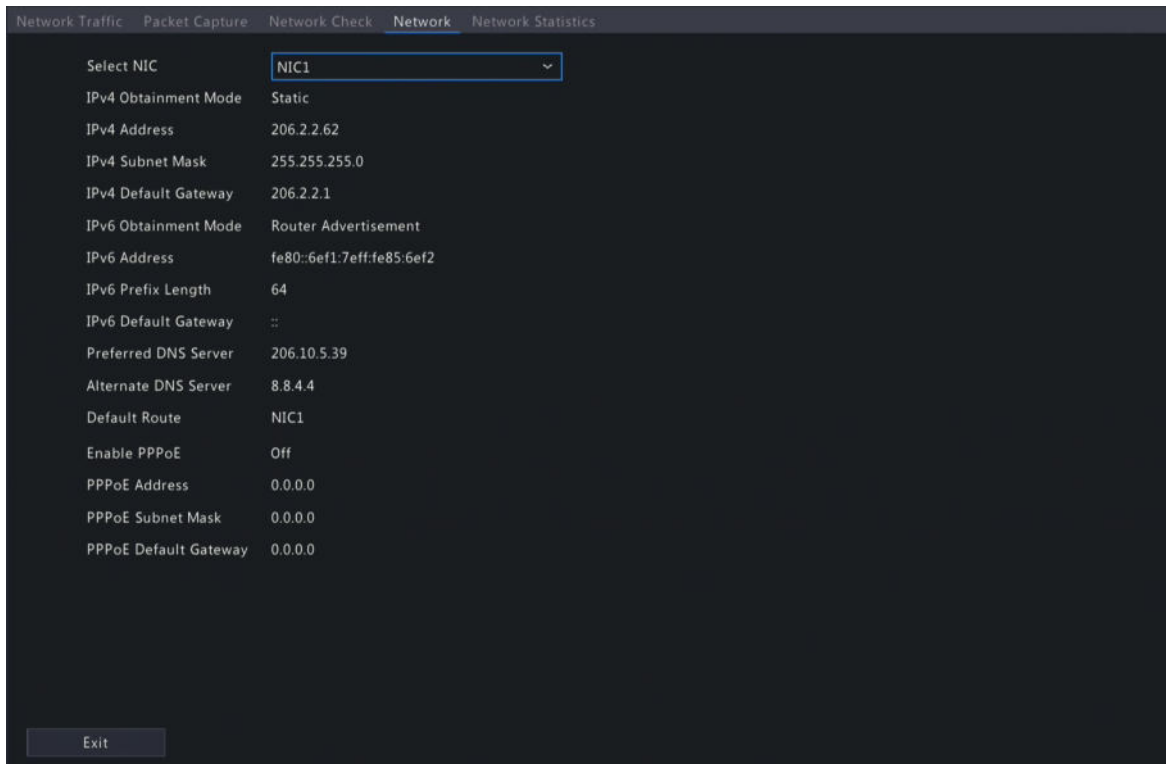 Network Traffic Packet Capture Network Check Network Network Statistics
Select NIC NIC1
IPv4 Obtainment Mode Static
IPv4 Address 206.2.2.62
IPv4 Subnet Mask 255.255.255.0
IPv4 Default Gateway 206.2.2.1
IPv6 Obtainment Mode Router Advertisement
IPv6 Address fe80::6ef1:7eff:fe85:6ef2
IPv6 Prefix Length 64
IPv6 Default Gateway ::
Preferred DNS Server 206.10.5.39
Alternate DNS Server 8.8.4.4
Default Route NIC1
Enable PPPoE Off
PPPoE Address 0.0.0.0
PPPoE Subnet Mask 0.0.0.0
PPPoE Default Gateway 0.0.0.0
Exit